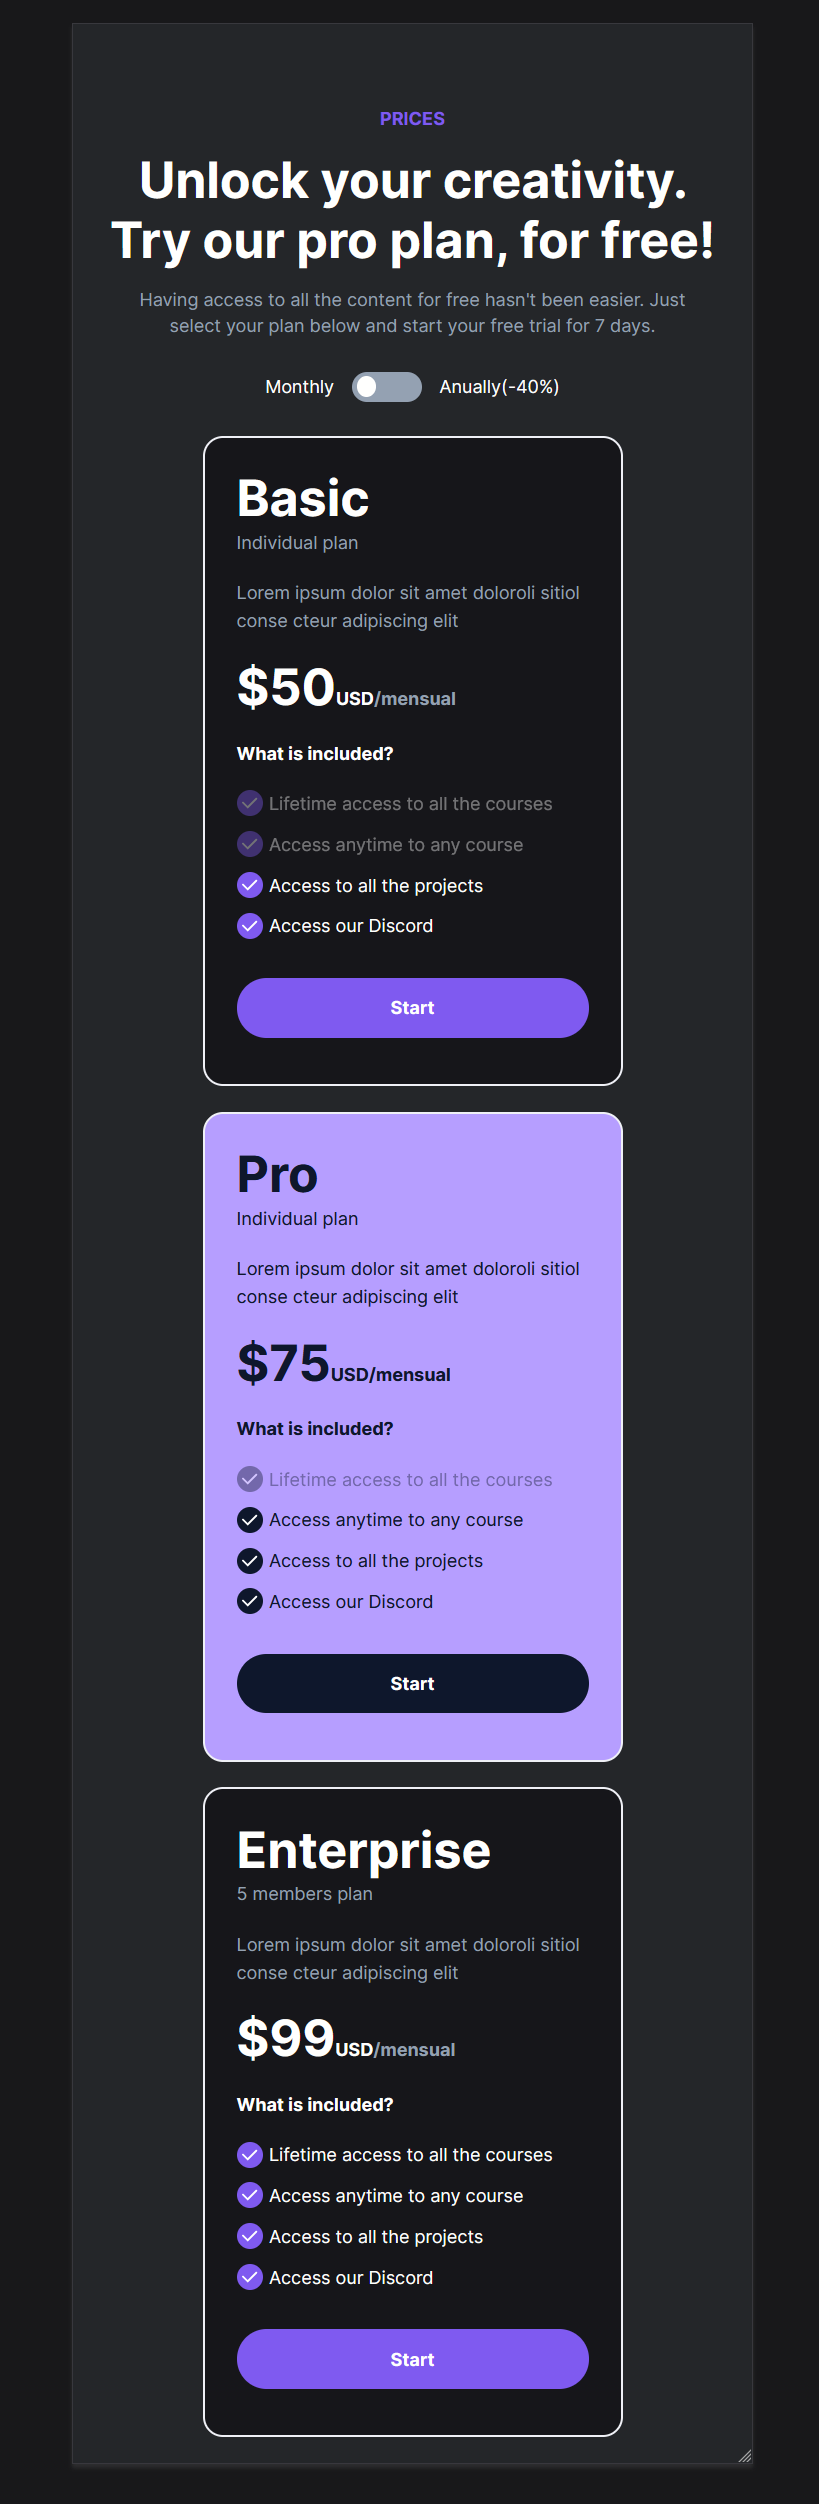 PRICES
Unlock your creativity.
Try our pro plan, for free!
Having access to all the content for free hasn't been easier. Just
select your plan below and start your free trial for 7 days.
Monthly Anually(-40%)
Basic
Individual plan
Lorem ipsum dolor sit amet doloroli sitiol
conse cteur adipiscing elit
$50USD/mensual
What is included?
Lifetime access to all the courses
Access anytime to any course
Access to all the projects
Access our Discord
Start
Pro
Individual plan
Lorem ipsum dolor sit amet doloroli sitiol
conse cteur adipiscing elit
$75USD/mensual
What is included?
Lifetime access to all the courses
Access anytime to any course
Access to all the projects
Access our Discord
Start
Enterprise
5 members plan
Lorem ipsum dolor sit amet doloroli sitiol
conse cteur adipiscing elit
$99USD/mensual
What is included?
Lifetime access to all the courses
Access anytime to any course
Access to all the projects
Access our Discord
Start